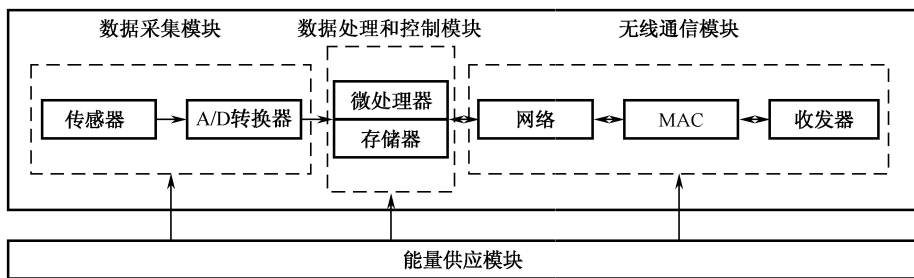 数据采集模块
数据处理和控制模块
无线通信模块
传感器
A/D转换器
微处理器
存储器
网络
MAC
收发器
能量供应模块